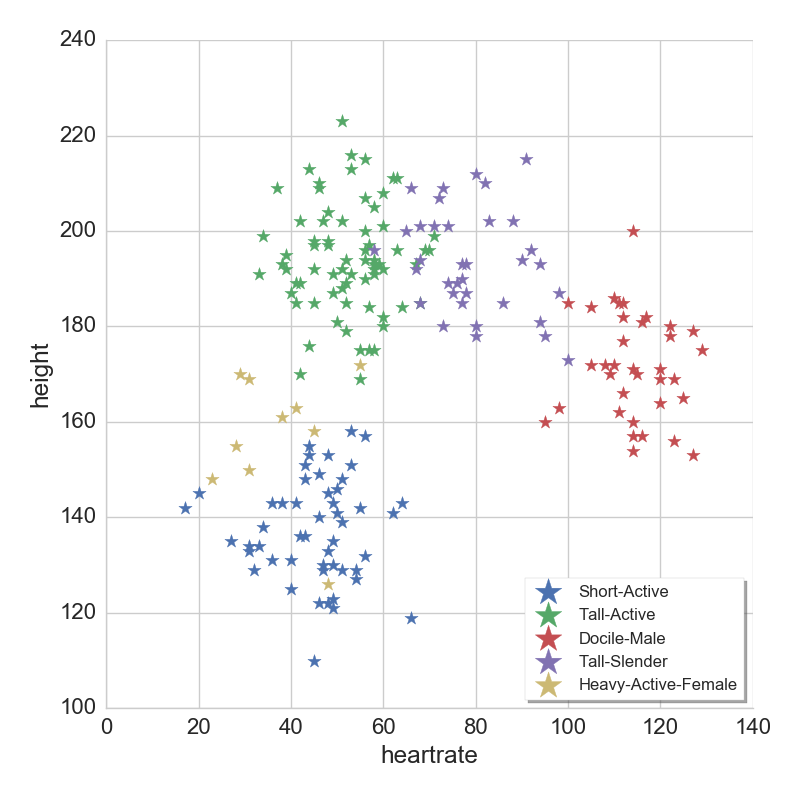 240
220
200
180
160
140
120
100
height
0 20 40 60 80 100 120 140
heartrate
Short-Active
Tall-Active
Docile-Male
Tall-Slender
Heavy-Active-Female